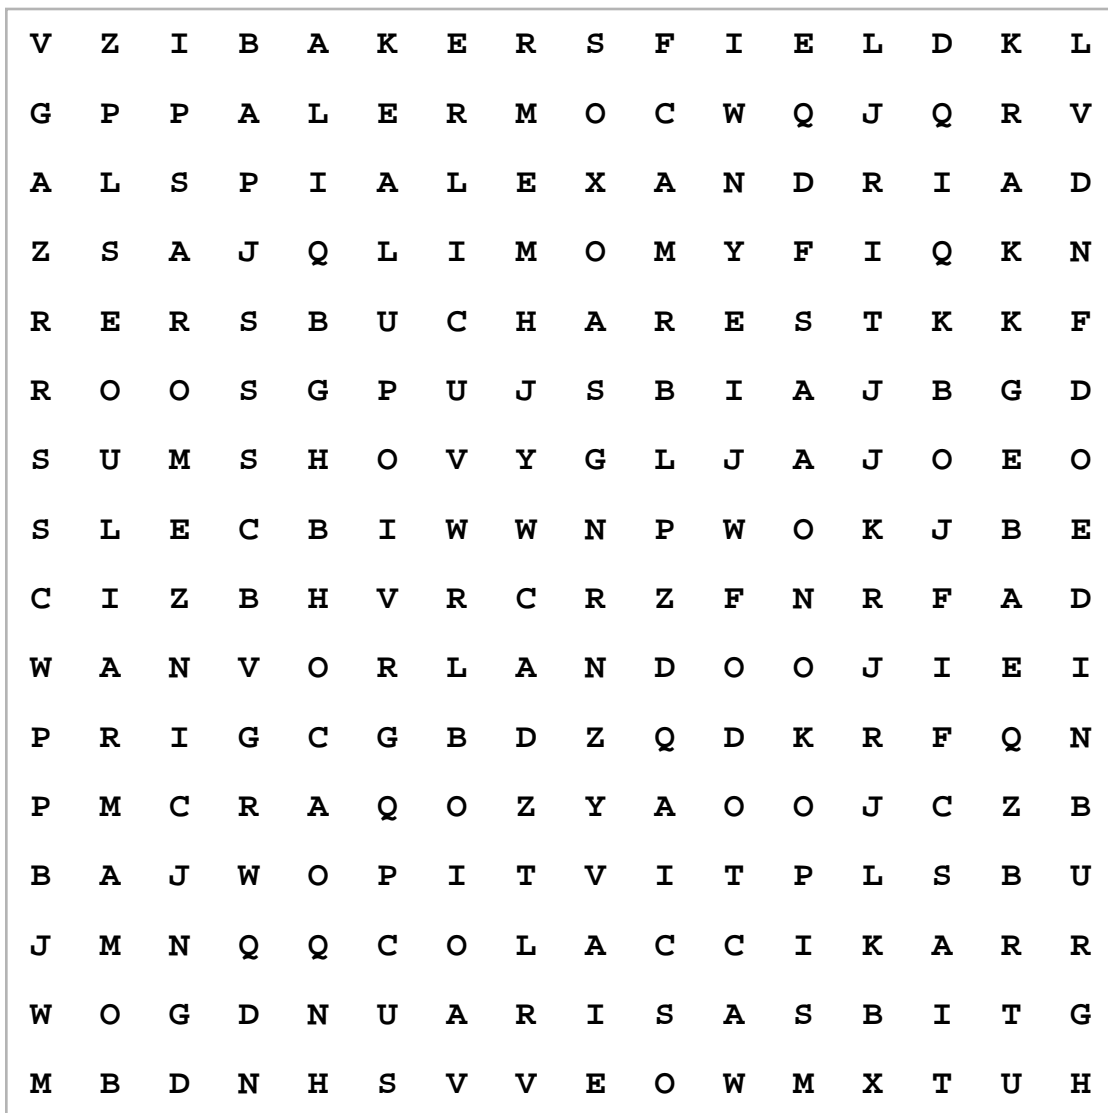 V Z I B A K E R S F I E L D K L
G P P A L E R M O C W Q J Q R V
A L S P I A L E X A N D R I A D
Z S A J Q L I M O M Y F I Q K N
R E R S B U C H A R E S T K K F
R O O S G P U J S B I A J B G D
S U M S H O V Y G L J A J O E O
S L E C B I W W N P W O K J B E
C I Z B H V R C R Z F N R F A D
W A N V O R L A N D O O J I E I
P R I G C G B D Z Q D K R F Q N
P M C R A Q O Z Y A O O J C Z B
B A J W O P I T V I T P L S B U
J M N Q Q C O L A C C I K A R R
W O G D N U A R I S A S B I T G
M B D N H S V V E O W M X T U H